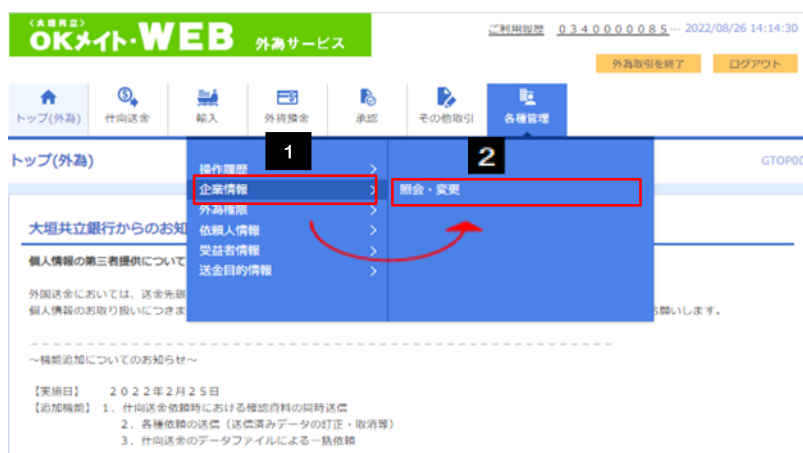 〈大垣共立〉
OKメイト・WEB 外為サービス
ご利用履歴 0340000085… 2022/08/26 14:14:30
外為取引を終了 ログアウト
トップ(外為) 仕向送金 輸入 外貨預金 承認 その他取引 各種管理
1 2
トップ(外為) GTOP00
操作履歴
企業情報 照会・変更
外為権限
大垣共立銀行からのお知 依頼人情報
受益者情報
個人情報の第三者提供について
送金目的情報
外国送金においては、送金先銀
個人情報のお取り扱いにつきま お願いします。
～機能追加についてのお知らせ～
【実施日】 2022年2月25日
【追加機能】 1．仕向送金依頼時における確認資料の同時送信
2．各種依頼の送信（送信済みデータの訂正・取消等）
3．仕向送金のデータファイルによる一括依頼